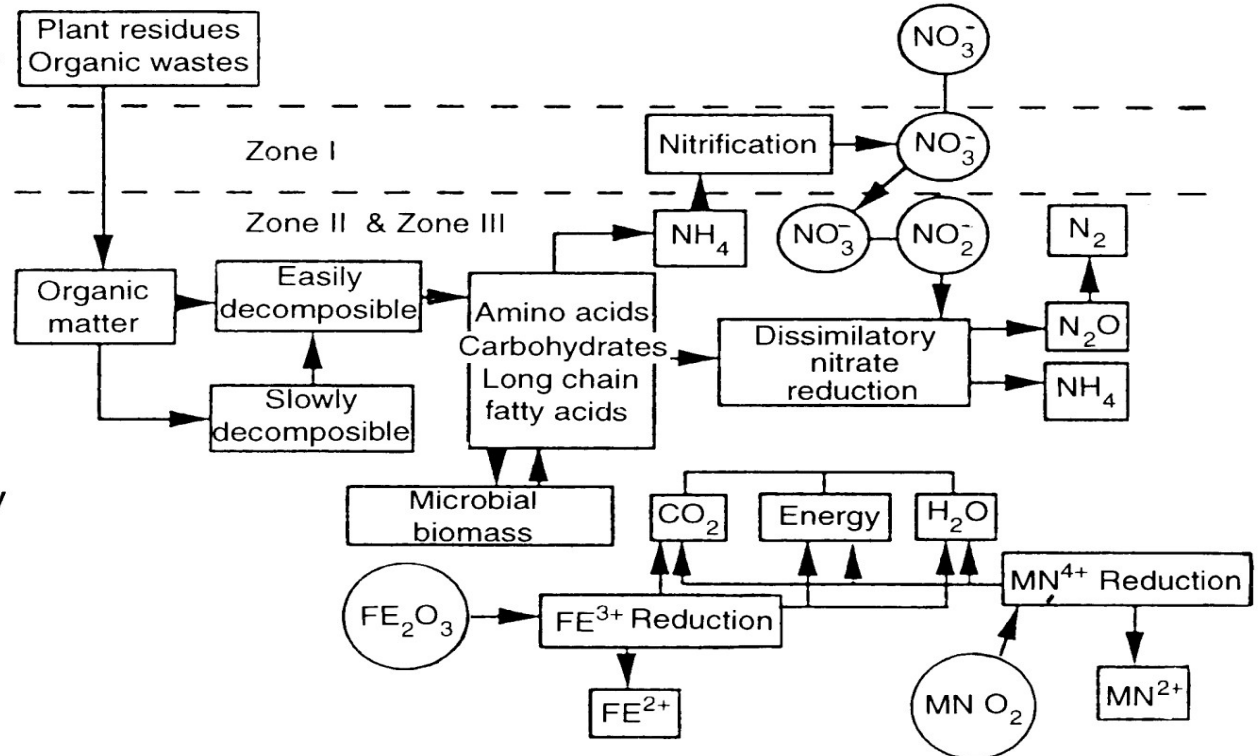 Plant residues
Organic wastes
NO₃⁻
Zone I
Nitrification
NO₃⁻
Zone II & Zone III
NH₄
NO₃⁻
NO₂⁻
N₂
Organic
matter
Easily
decomposible
Amino acids
Carbohydrates
Long chain
fatty acids
Dissimilatory
nitrate
reduction
N₂O
NH₄
Slowly
decomposible
Microbial
biomass
CO₂
Energy
H₂O
MN⁴⁺ Reduction
FE₂O₃
FE³⁺ Reduction
FE²⁺
MN O₂
MN²⁺